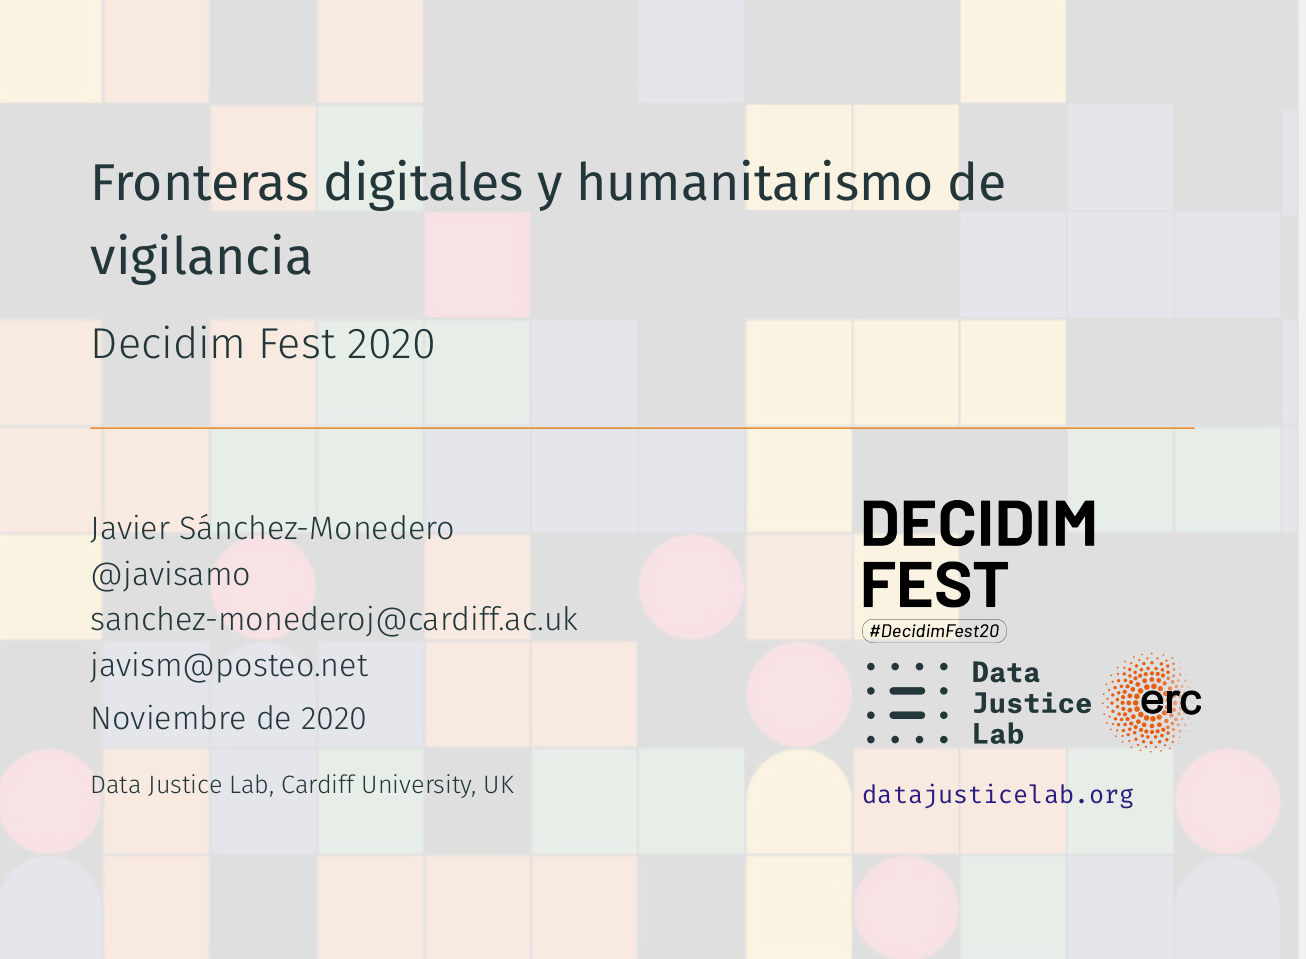 Fronteras digitales y humanitarismo de
vigilancia
Decidim Fest 2020
Javier Sánchez-Monedero
@javisamo
sanchez-monederoj@cardiff.ac.uk
javism@posteo.net
Noviembre de 2020
Data Justice Lab, Cardiff University, UK
DECIDIM
FEST
#DecidimFest20
Data
Justice
Lab
erc
datajusticelab.org